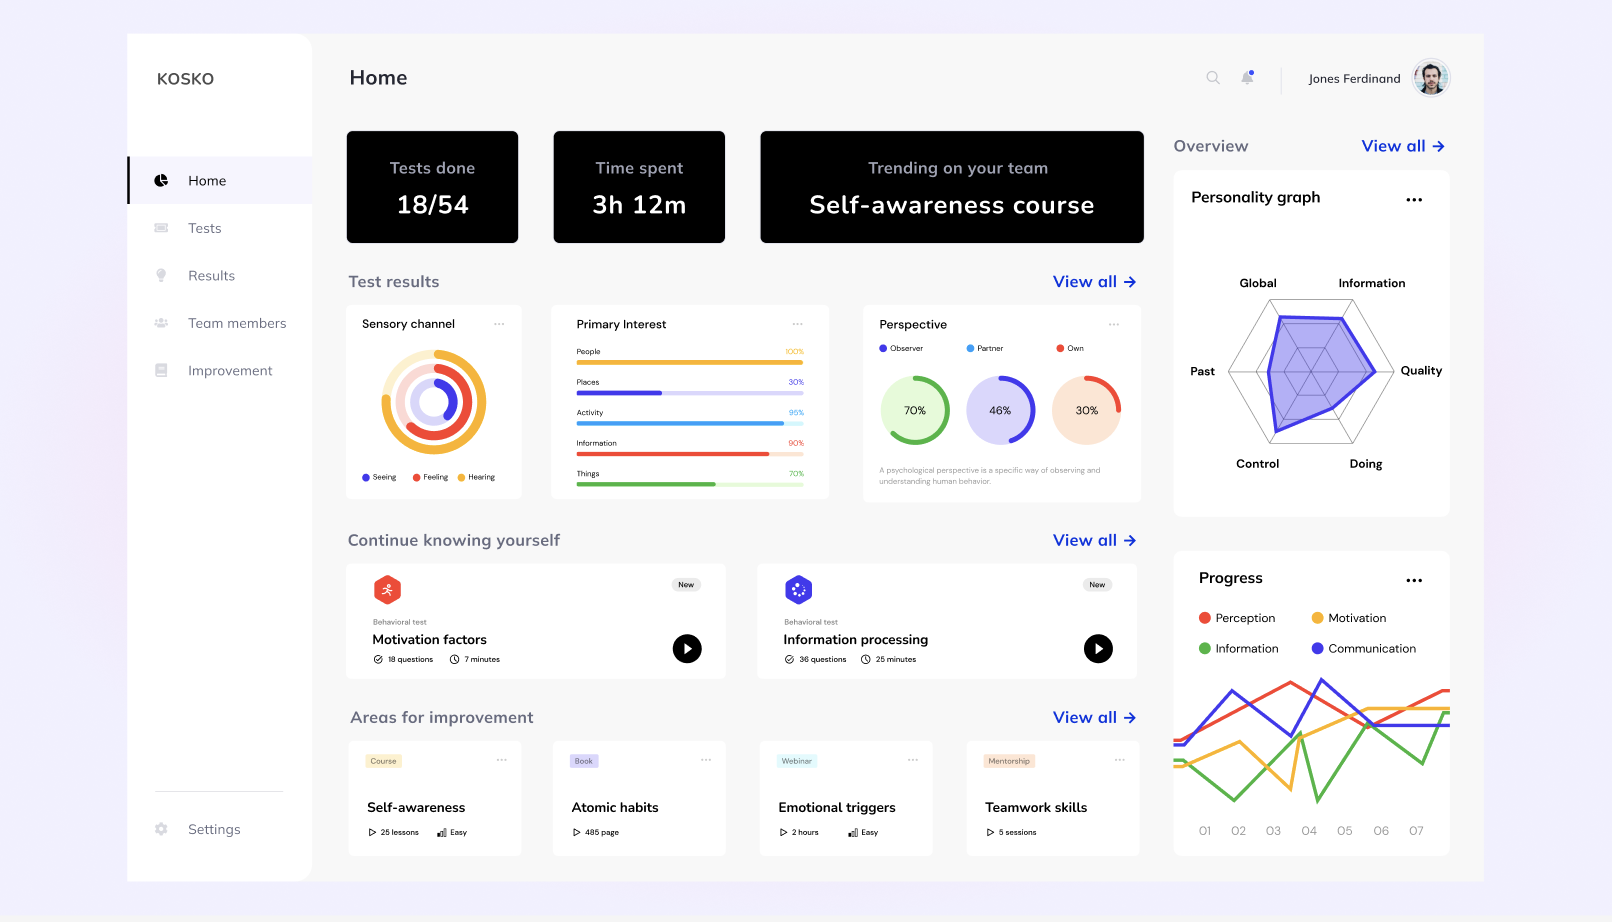 KOSKO
Home
Tests
Results
Team members
Improvement
Settings
Home
Jones Ferdinand
Tests done
18/54
Time spent
3h 12m
Trending on your team
Self-awareness course
Test results
View all →
Sensory channel
Seeing
Feeling
Hearing
Primary Interest
People 100%
Places 30%
Activity 95%
Information 90%
Things 70%
Perspective
Observer
Partner
Own
70%
46%
30%
A psychological perspective is a specific way of observing and
understanding human behavior.
Continue knowing yourself
View all →
New
Behavioral test
Motivation factors
18 questions
7 minutes
New
Behavioral test
Information processing
36 questions
25 minutes
Areas for improvement
View all →
Course
Self-awareness
25 lessons
Easy
Book
Atomic habits
485 page
Webinar
Emotional triggers
2 hours
Easy
Mentorship
Teamwork skills
5 sessions
Overview
View all →
Personality graph
Global
Information
Past
Quality
Control
Doing
Progress
Perception
Motivation
Information
Communication
01 02 03 04 05 06 07